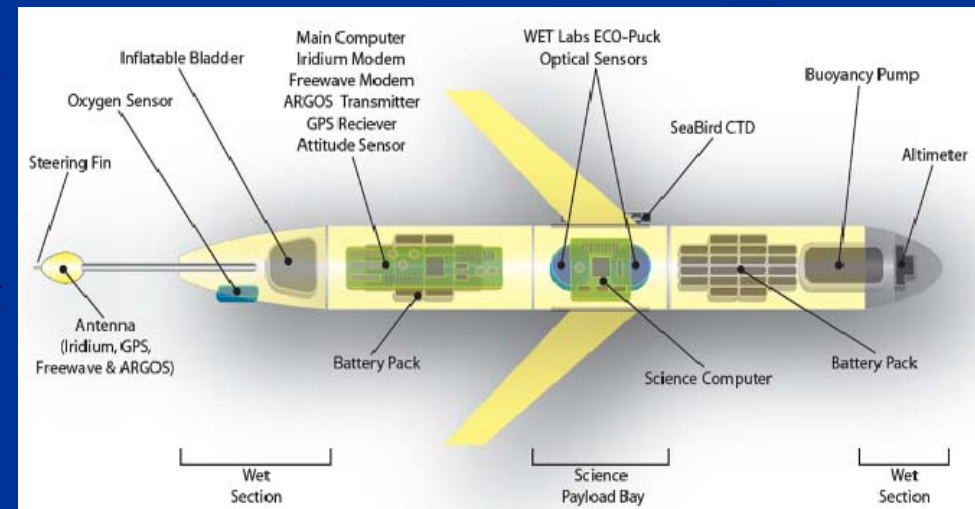 Main Computer
Iridium Modem
Freewave Modem
ARGOS Transmitter
GPS Reciever
Attitude Sensor
WET Labs ECO-Puck
Optical Sensors
Inflatable Bladder
Buoyancy Pump
Oxygen Sensor
SeaBird CTD
Altimeter
Steering Fin
Antenna
(Iridium, GPS,
Freewave & ARGOS)
Battery Pack
Science Computer
Battery Pack
Wet
Section
Science
Payload Bay
Wet
Section